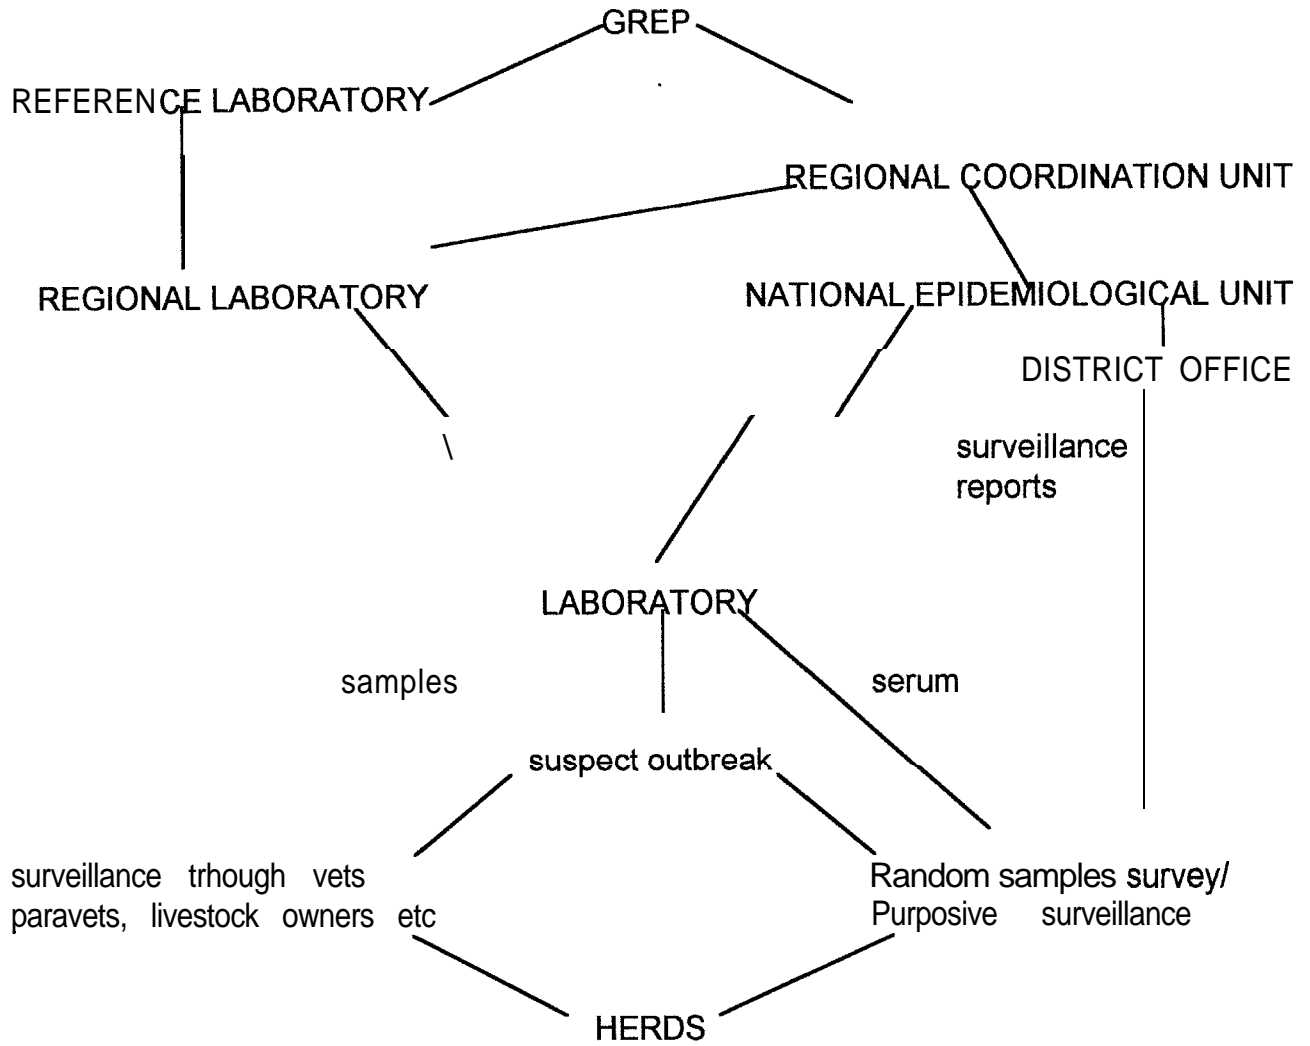 GREP
REFERENCE LABORATORY
REGIONAL COORDINATION UNIT
REGIONAL LABORATORY
NATIONAL EPIDEMIOLOGICAL UNIT
DISTRICT OFFICE
surveillance
reports
LABORATORY
samples
serum
suspect outbreak
surveillance trhough vets
paravets, livestock owners etc
Random samples survey/
Purposive surveillance
HERDS